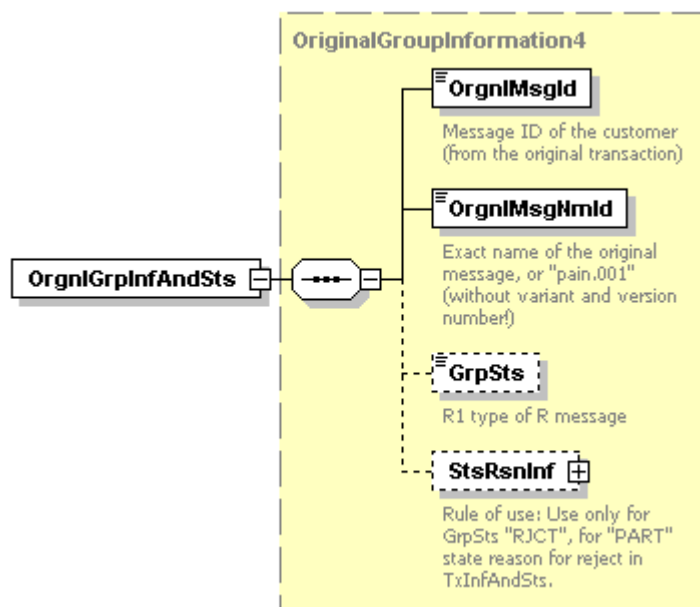 OriginalGroupInformation4
OrgnlMsgId
Message ID of the customer
(from the original transaction)
OrgnlMsgNmId
Exact name of the original
message, or "pain.001"
(without variant and version
number!)
OrgnlGrpInfAndSts
GrpSts
R1 type of R message
StsRsnInf
Rule of use: Use only for
GrpSts "RJCT", for "PART"
state reason for reject in
TxInfAndSts.